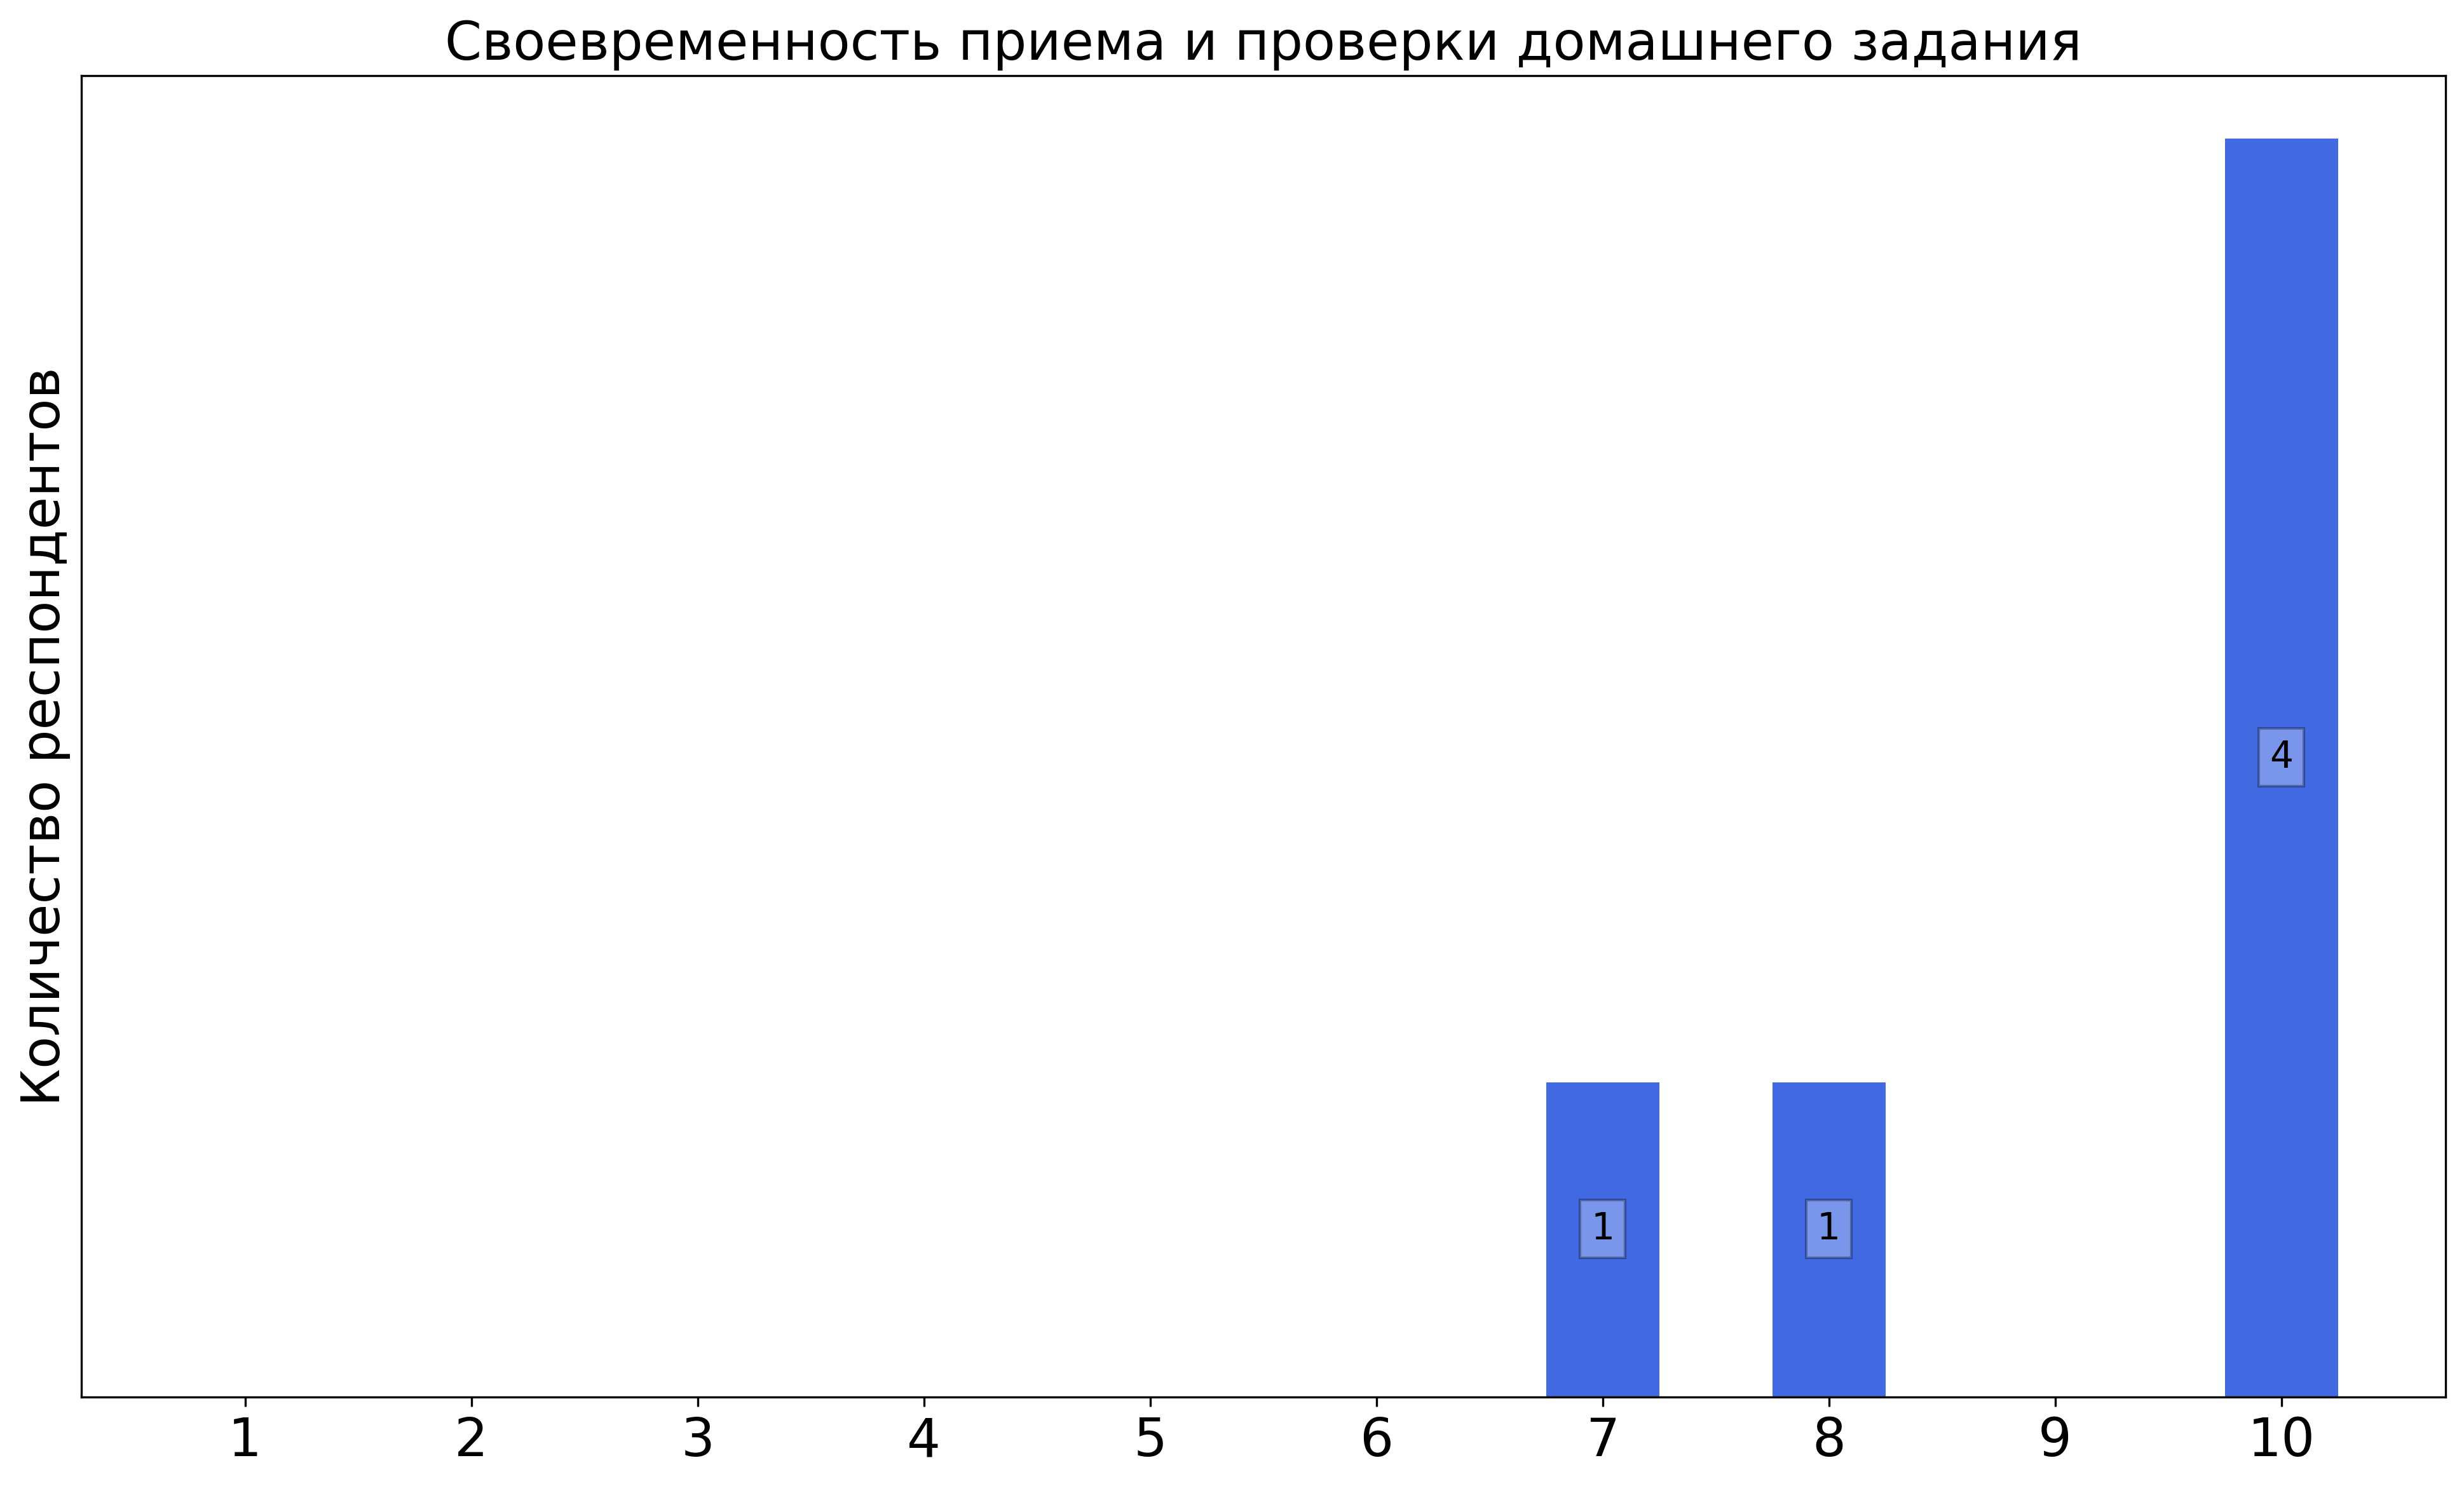 Своевременность приема и проверки домашнего задания
Количество респондентов
4
1 1
1 2 3 4 5 6 7 8 9 10